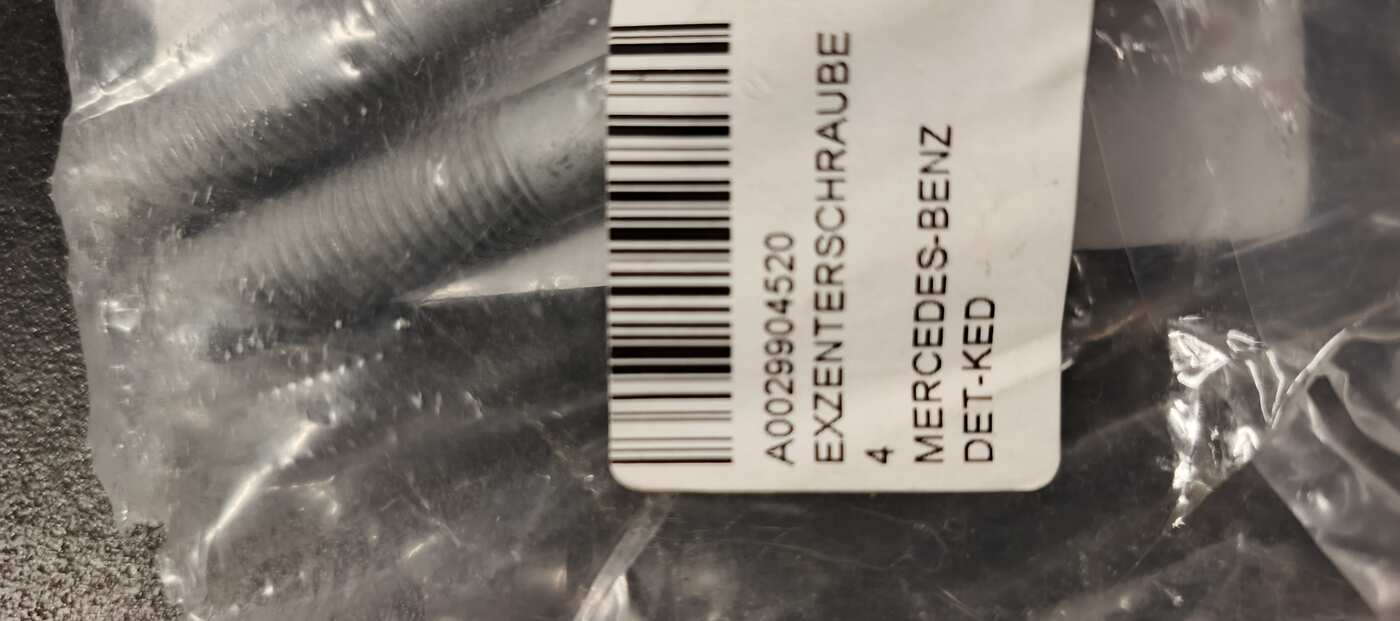 A0029904520
EXZENTERSCHRAUBE
4
MERCEDES-BENZ
DET-KED